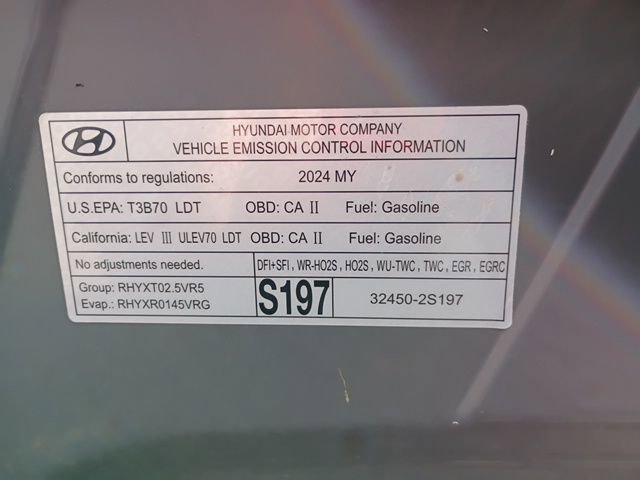 HYUNDAI MOTOR COMPANY
VEHICLE EMISSION CONTROL INFORMATION
Conforms to regulations: 2024 MY
U.S.EPA: T3B70 LDT OBD: CA II Fuel: Gasoline
California: LEV III ULEV70 LDT OBD: CA II Fuel: Gasoline
No adjustments needed. DFI+SFI, WR-HO2S, HO2S, WU-TWC, TWC, EGR, EGRC
Group: RHYXT02.5VR5
Evap.: RHYXR0145VRG
S197
32450-2S197